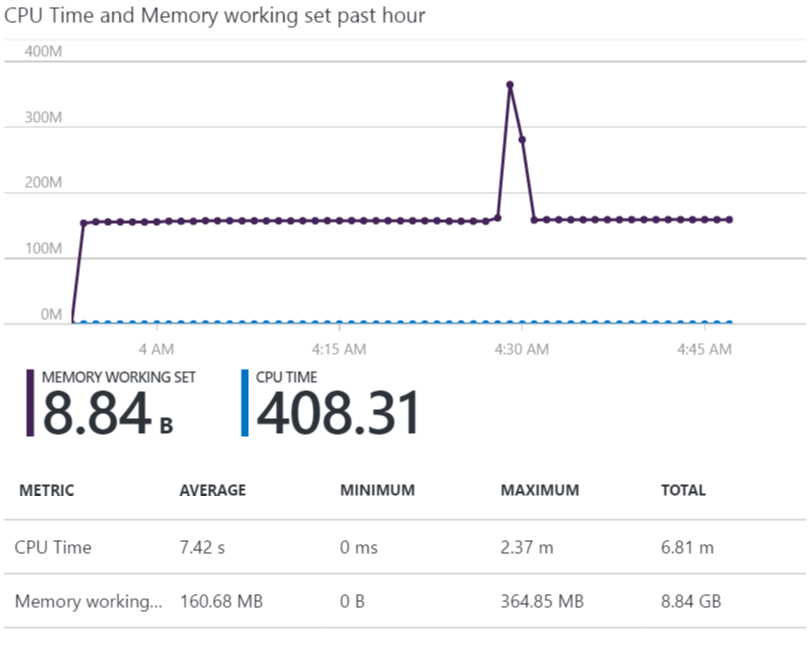 CPU Time and Memory working set past hour
400M
300M
200M
100M
0M
4 AM 4:15 AM 4:30 AM 4:45 AM
MEMORY WORKING SET CPU TIME
8.84 B 408.31
METRIC AVERAGE MINIMUM MAXIMUM TOTAL
CPU Time 7.42 s 0 ms 2.37 m 6.81 m
Memory working... 160.68 MB 0 B 364.85 MB 8.84 GB